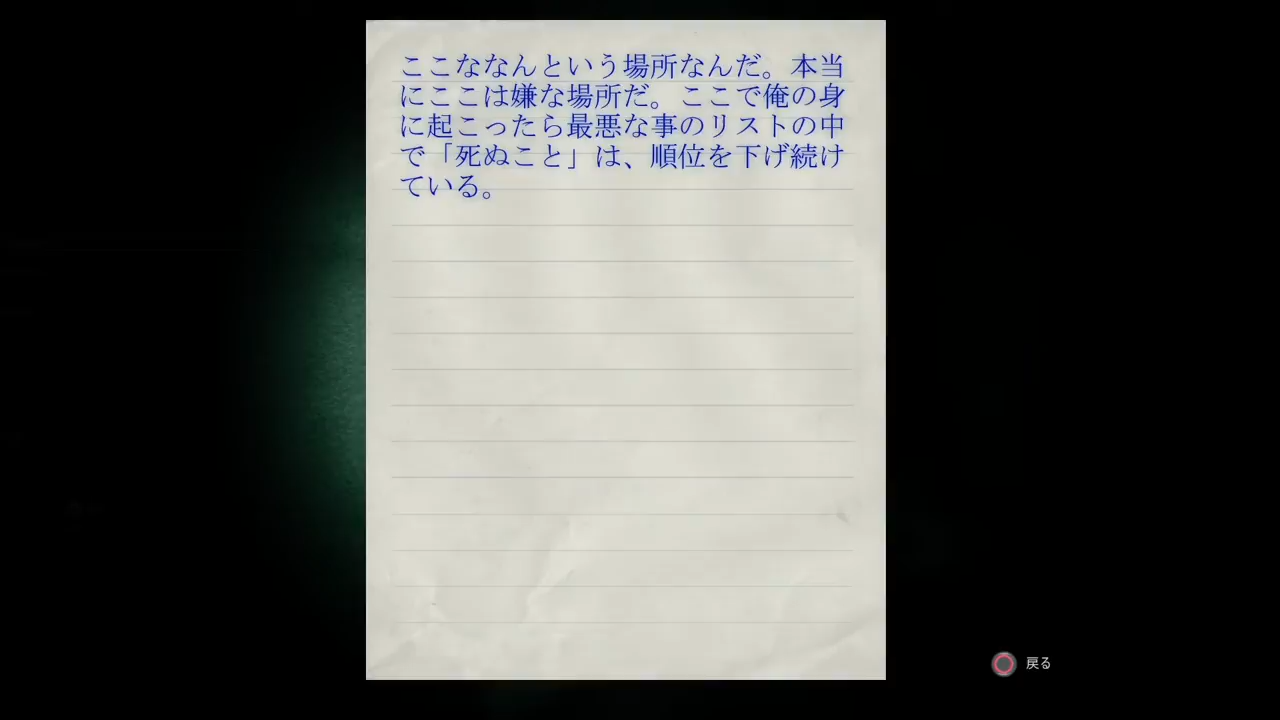 ここななんという場所なんだ。本当
にここは嫌な場所だ。ここで俺の身
に起こったら最悪な事のリストの中
で「死ぬこと」は、順位を下げ続け
ている。
戻る